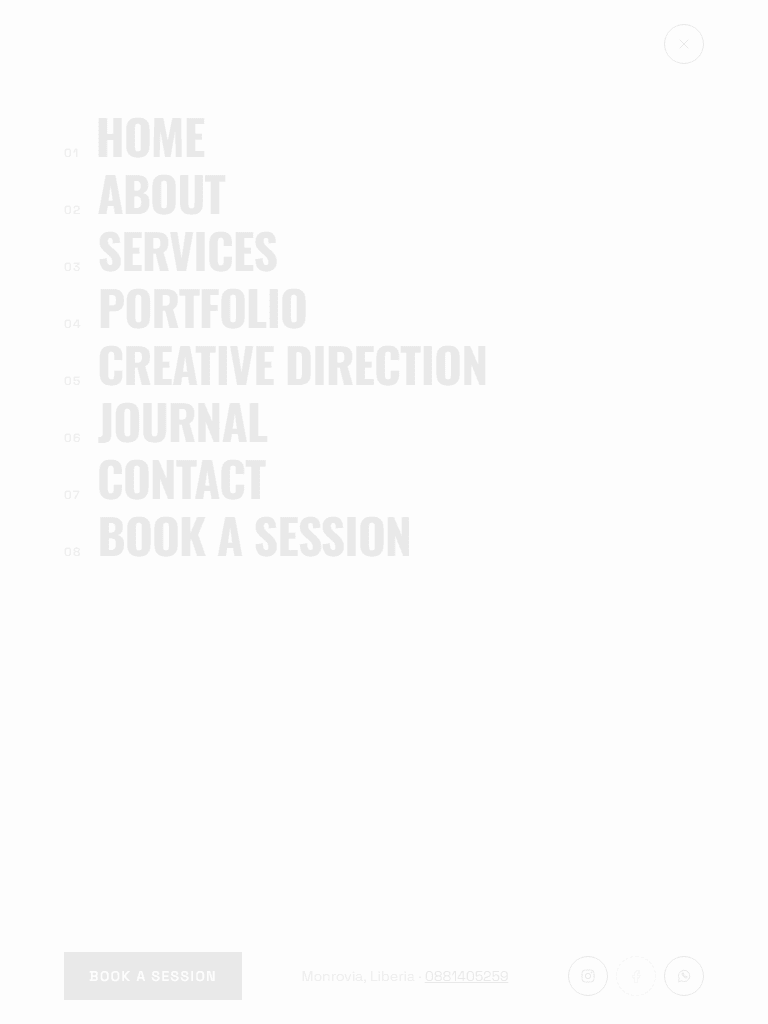 01 HOME
02 ABOUT
03 SERVICES
04 PORTFOLIO
05 CREATIVE DIRECTION
06 JOURNAL
07 CONTACT
08 BOOK A SESSION
BOOK A SESSION
Monrovia, Liberia · 0881405259